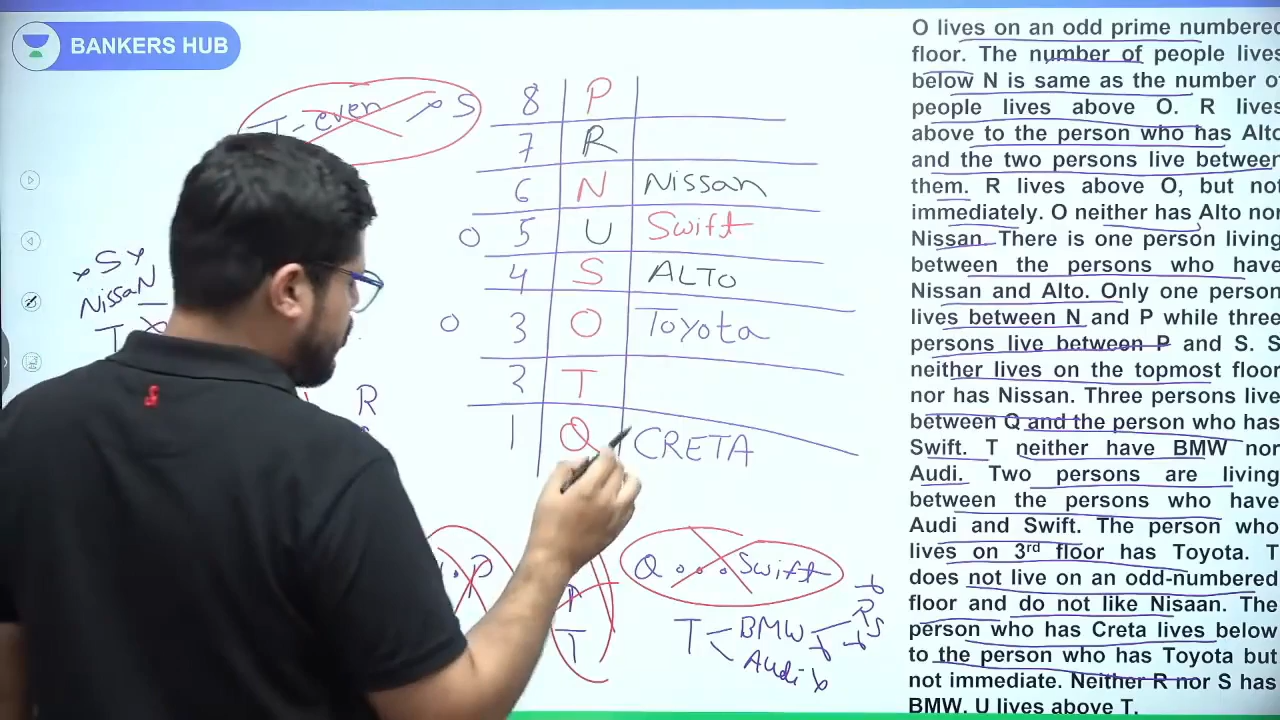 BANKERS HUB
T-even → S
8 P
7 R
6 N Nissan
5 U Swift
4 S ALTO
3 O Toyota
2 T
1 Q CRETA
O
O
x S x
Nissan
T x
R
P
Q . . . Swift
T BMW R S
Audi
T
O lives on an odd prime numbered
floor. The number of people lives
below N is same as the number of
people lives above O. R lives
above to the person who has Alto
and the two persons live between
them. R lives above O, but not
immediately. O neither has Alto nor
Nissan. There is one person living
between the persons who have
Nissan and Alto. Only one person
lives between N and P while three
persons live between P and S. S
neither lives on the topmost floor
nor has Nissan. Three persons live
between Q and the person who has
Swift. T neither have BMW nor
Audi. Two persons are living
between the persons who have
Audi and Swift. The person who
lives on 3rd floor has Toyota. T
does not live on an odd-numbered
floor and do not like Nisaan. The
person who has Creta lives below
to the person who has Toyota but
not immediate. Neither R nor S has
BMW. U lives above T.